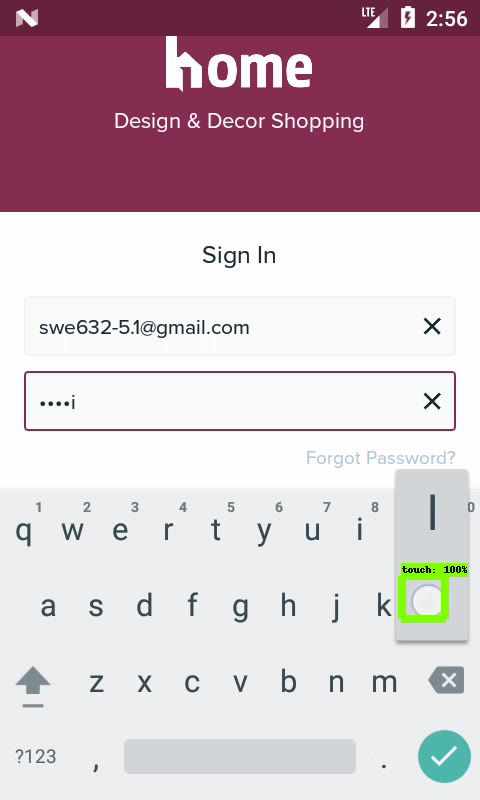 LTE 2:56
home
Design & Decor Shopping
Sign In
swe632-5.1@gmail.com
••••i
Forgot Password?
1 2 3 4 5 6 7 8 0
q w e r t y u i
l
touch: 100%
a s d f g h j k
z x c v b n m
?123 , .